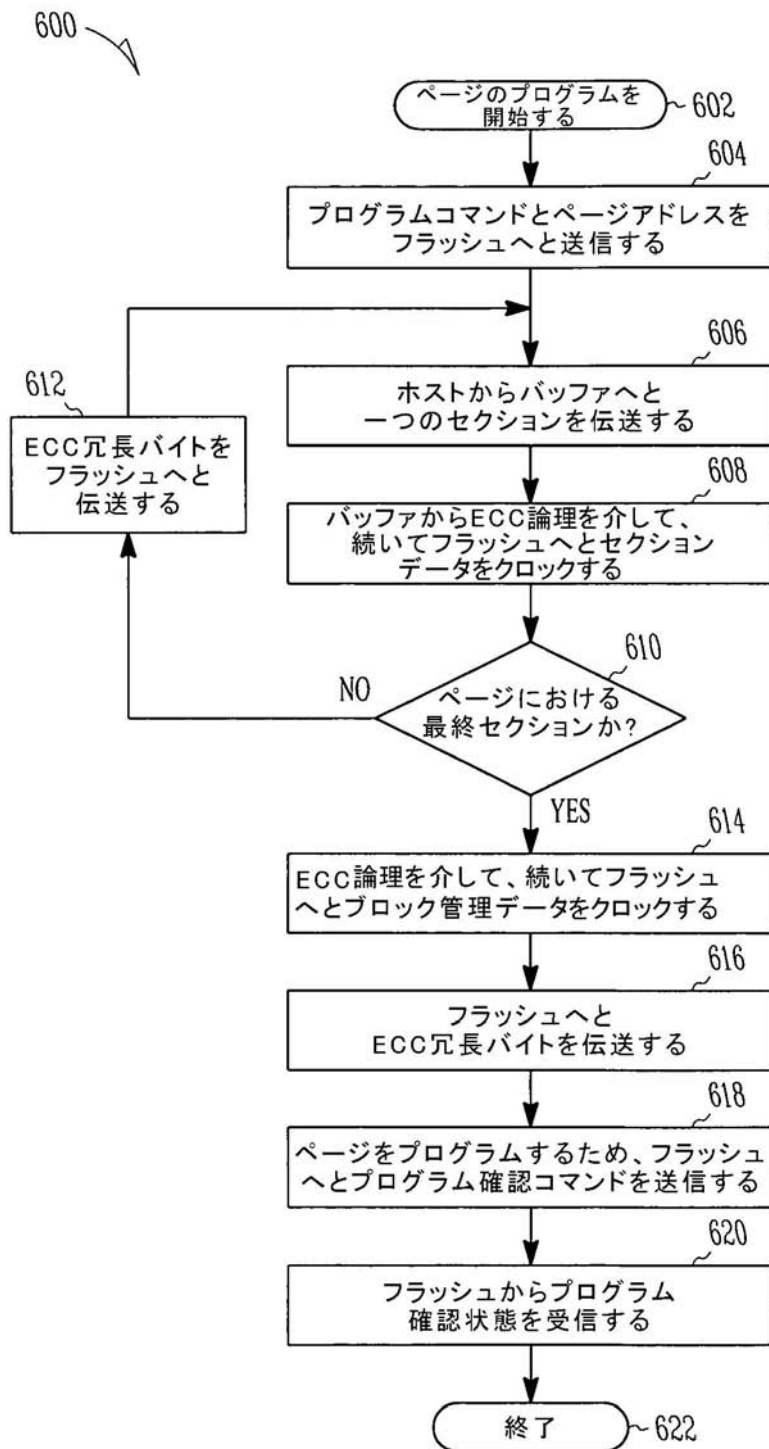 600
ページのプログラムを
開始する
602
604
プログラムコマンドとページアドレスを
フラッシュへと送信する
606
ホストからバッファへと
一つのセクションを伝送する
612
ECC冗長バイトを
フラッシュへと
伝送する
608
バッファからECC論理を介して、
続いてフラッシュへとセクション
データをクロックする
610
NO
ページにおける
最終セクションか?
YES
614
ECC論理を介して、続いてフラッシュ
へとブロック管理データをクロックする
616
フラッシュへと
ECC冗長バイトを伝送する
618
ページをプログラムするため、フラッシュ
へとプログラム確認コマンドを送信する
620
フラッシュからプログラム
確認状態を受信する
終了
622